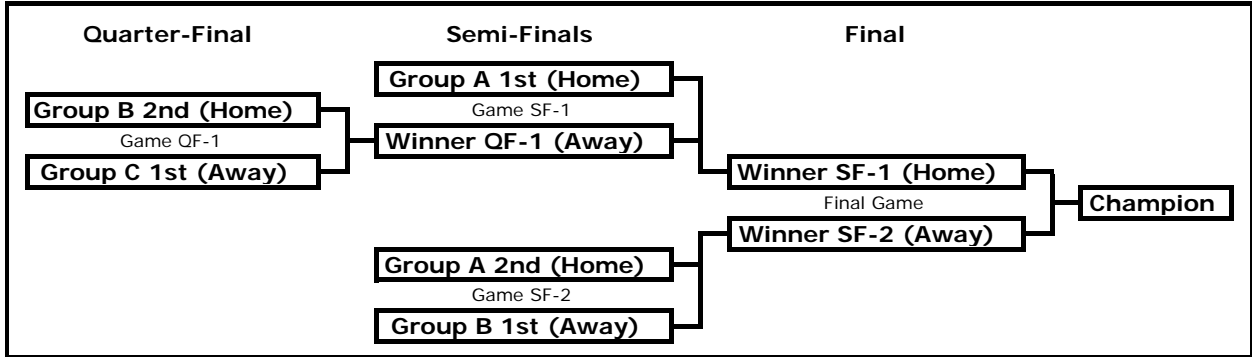 Quarter-Final Semi-Finals Final
Group A 1st (Home)
Group B 2nd (Home)
Game SF-1
Game QF-1
Winner QF-1 (Away)
Group C 1st (Away)
Winner SF-1 (Home)
Final Game
Champion
Winner SF-2 (Away)
Group A 2nd (Home)
Game SF-2
Group B 1st (Away)